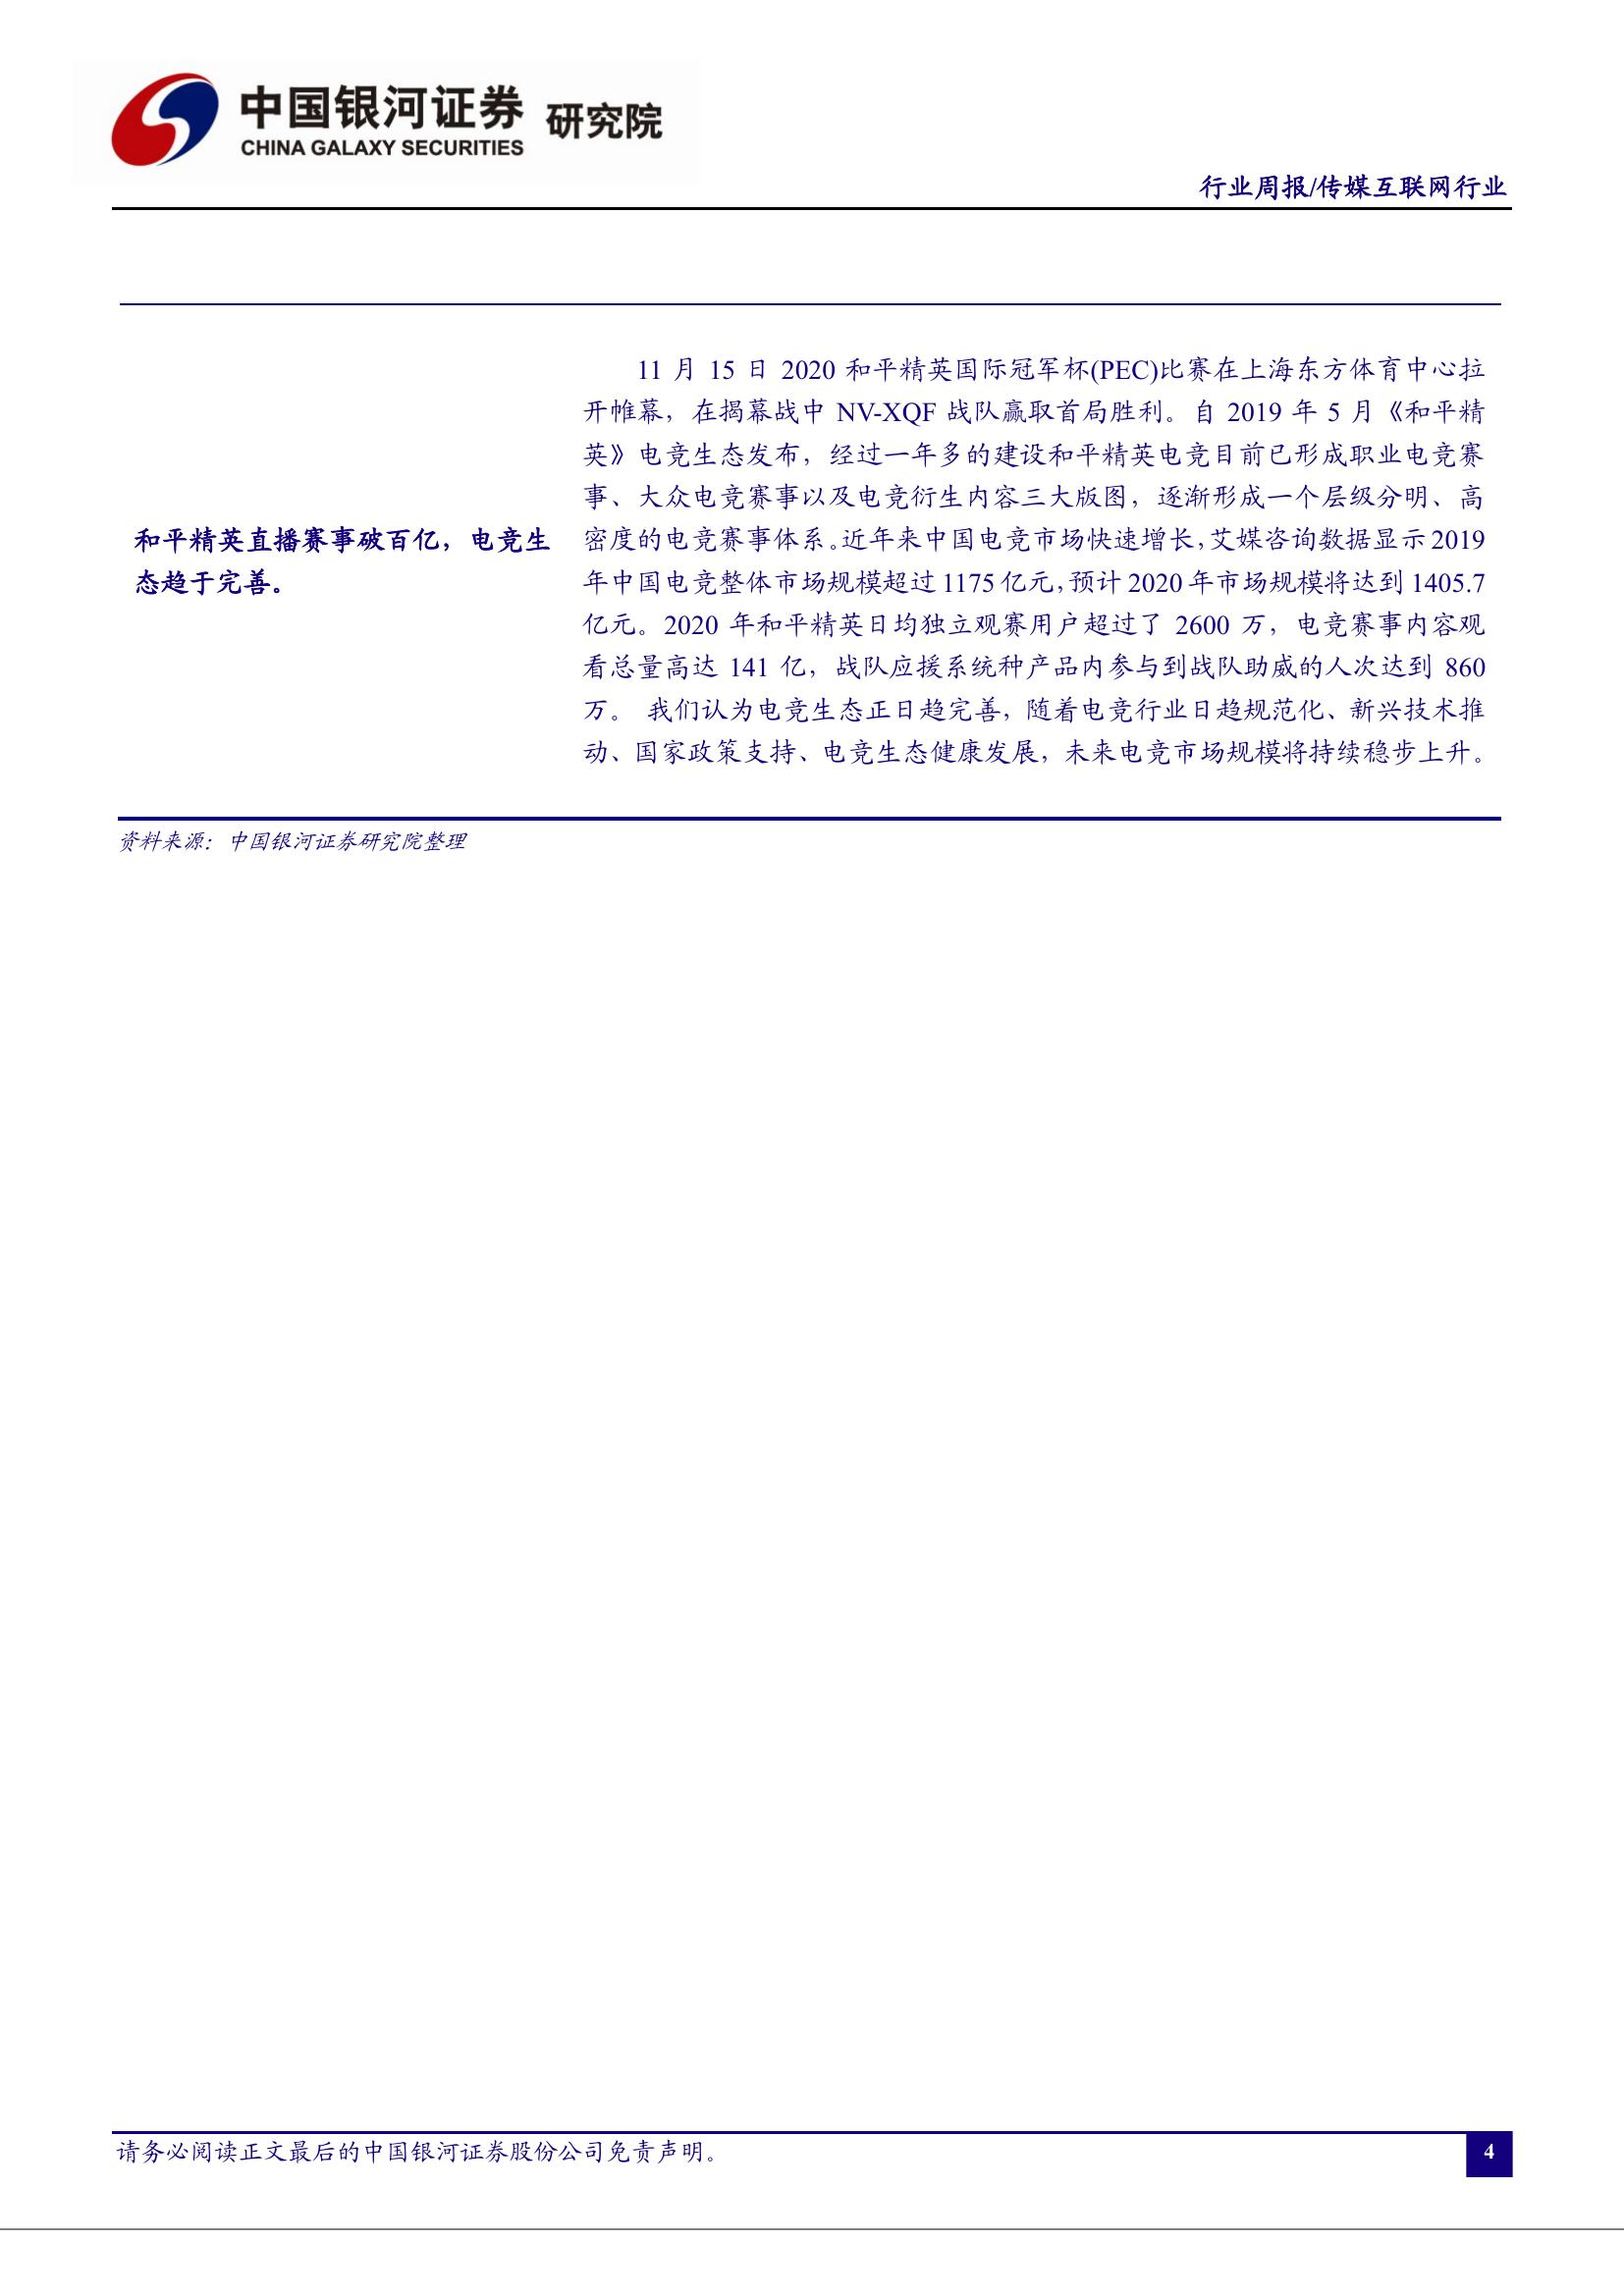 中国银河证券 研究院
CHINA GALAXY SECURITIES
行业周报/传媒互联网行业
和平精英直播赛事破百亿，电竞生
态趋于完善。
11 月 15 日 2020 和平精英国际冠军杯(PEC)比赛在上海东方体育中心拉
开帷幕，在揭幕战中 NV-XQF 战队赢取首局胜利。自 2019 年 5 月《和平精
英》电竞生态发布，经过一年多的建设和平精英电竞目前已形成职业电竞赛
事、大众电竞赛事以及电竞衍生内容三大版图，逐渐形成一个层级分明、高
密度的电竞赛事体系。近年来中国电竞市场快速增长，艾媒咨询数据显示 2019
年中国电竞整体市场规模超过 1175 亿元，预计 2020 年市场规模将达到 1405.7
亿元。2020 年和平精英日均独立观赛用户超过了 2600 万，电竞赛事内容观
看总量高达 141 亿，战队应援系统种产品内参与到战队助威的人次达到 860
万。 我们认为电竞生态正日趋完善，随着电竞行业日趋规范化、新兴技术推
动、国家政策支持、电竞生态健康发展，未来电竞市场规模将持续稳步上升。
资料来源：中国银河证券研究院整理
请务必阅读正文最后的中国银河证券股份公司免责声明。
4